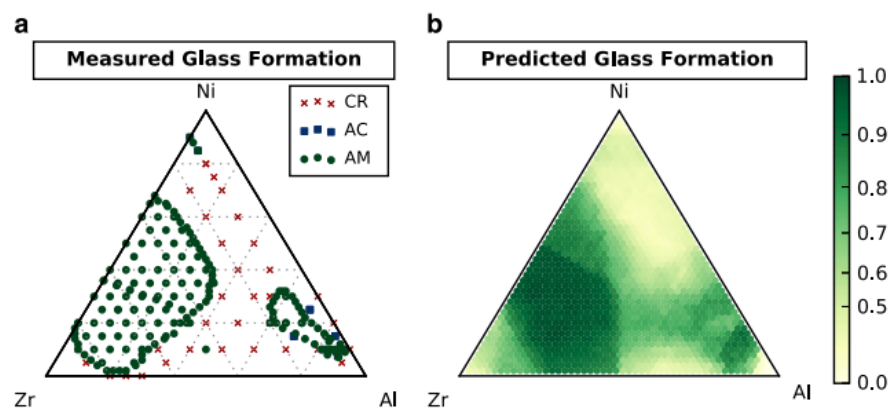 a
Measured Glass Formation
Ni
CR
AC
AM
Zr
Al
b
Predicted Glass Formation
Ni
Zr
Al
1.0
0.9
0.8
0.7
0.6
0.5
0.0